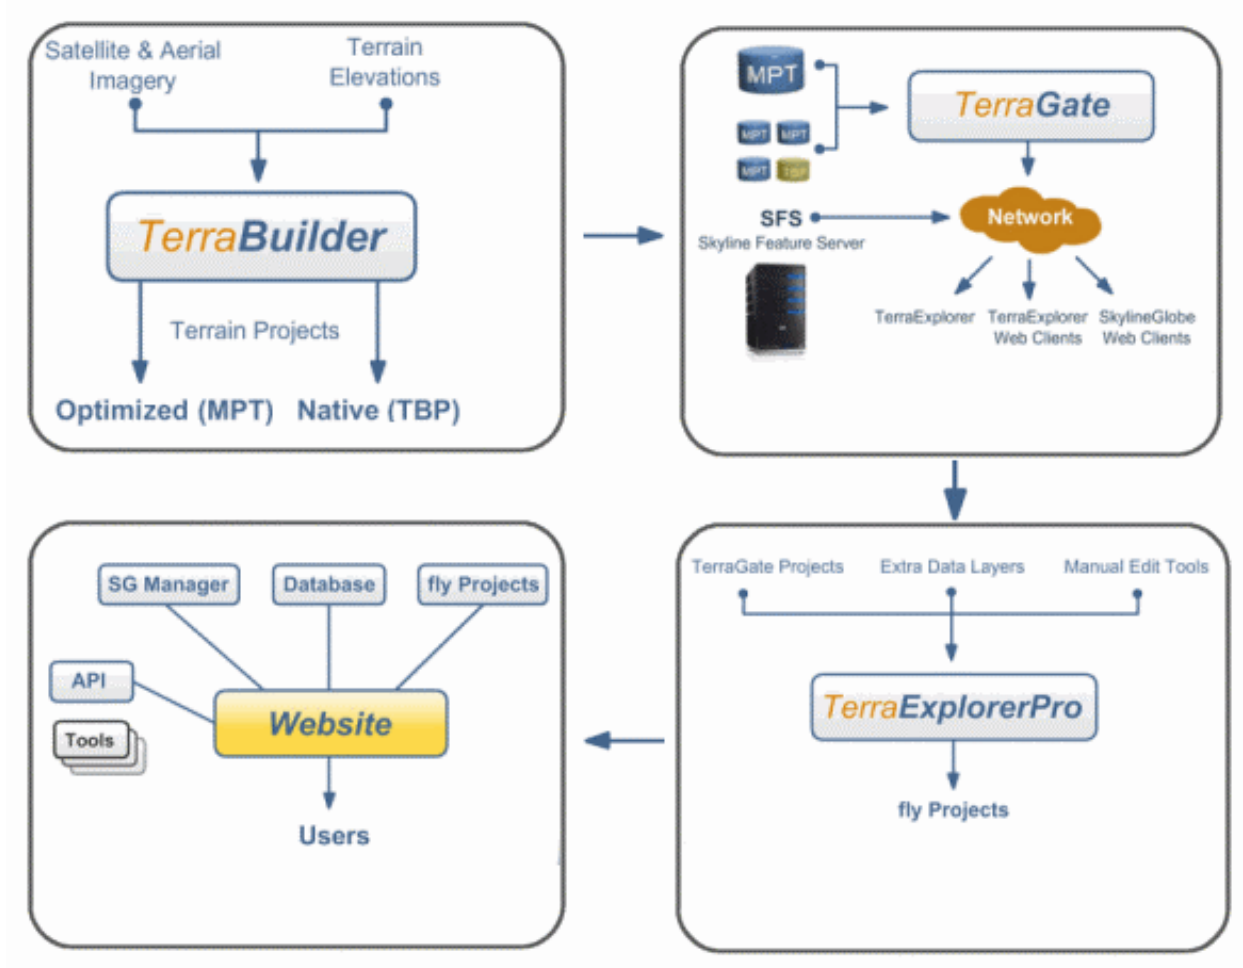 Satellite & Aerial
Imagery
Terrain
Elevations
TerraBuilder
Terrain Projects
Optimized (MPT)
Native (TBP)
MPT
MPT
MPT
MPT
TBP
TerraGate
SFS
Skyline Feature Server
Network
TerraExplorer
TerraExplorer
Web Clients
SkylineGlobe
Web Clients
TerraGate Projects
Extra Data Layers
Manual Edit Tools
TerraExplorerPro
fly Projects
SG Manager
Database
fly Projects
API
Tools
Website
Users